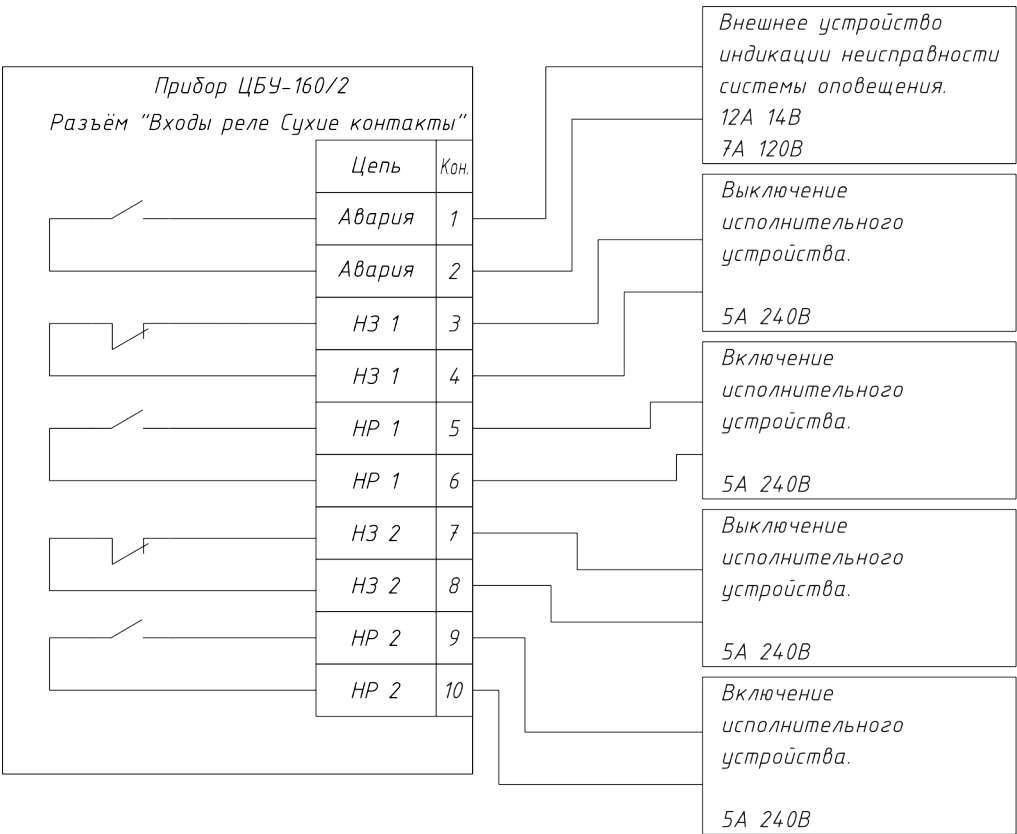 Прибор ЦБУ-160/2
Разъём "Входы реле Сухие контакты"
Цепь Кон.
Авария 1
Авария 2
НЗ 1 3
НЗ 1 4
НР 1 5
НР 1 6
НЗ 2 7
НЗ 2 8
НР 2 9
НР 2 10
Внешнее устройство
индикации неисправности
системы оповещения.
12А 14В
7А 120В
Выключение
исполнительного
устройства.
5А 240В
Включение
исполнительного
устройства.
5А 240В
Выключение
исполнительного
устройства.
5А 240В
Включение
исполнительного
устройства.
5А 240В